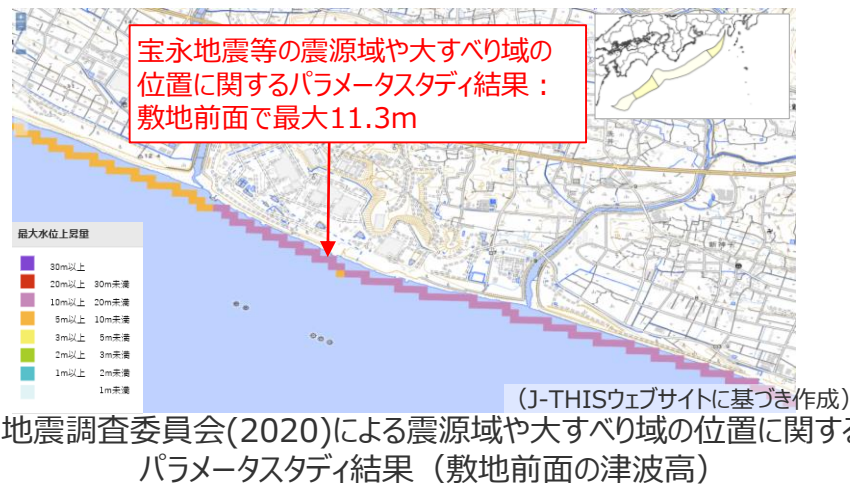 宝永地震等の震源域や大すべり域の
位置に関するパラメータスタディ結果：
敷地前面で最大11.3m
最大水位上昇量
30m以上
20m以上 30m未満
10m以上 20m未満
5m以上 10m未満
3m以上 5m未満
2m以上 3m未満
1m以上 2m未満
1m未満
（J-THISウェブサイトに基づき作成）
地震調査委員会(2020)による震源域や大すべり域の位置に関する
パラメータスタディ結果（敷地前面の津波高）